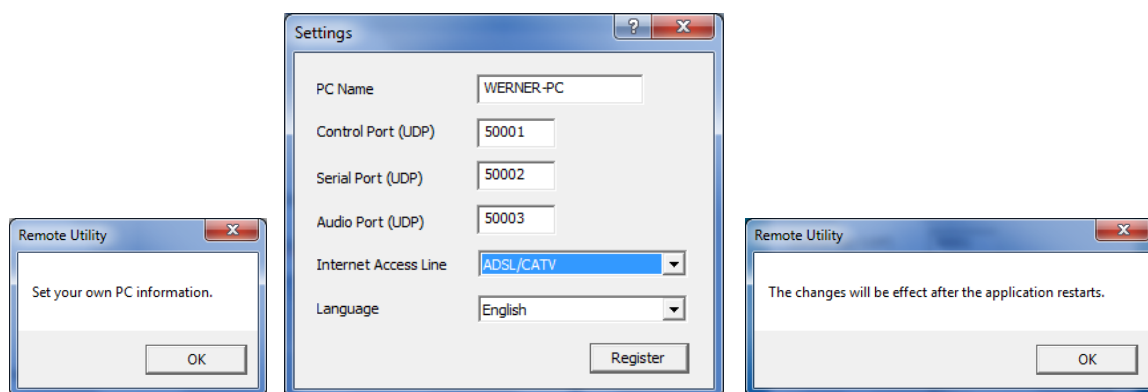 Remote Utility
Set your own PC information.
OK
Settings
PC Name WERNER-PC
Control Port (UDP) 50001
Serial Port (UDP) 50002
Audio Port (UDP) 50003
Internet Access Line ADSL/CATV
Language English
Register
Remote Utility
The changes will be effect after the application restarts.
OK